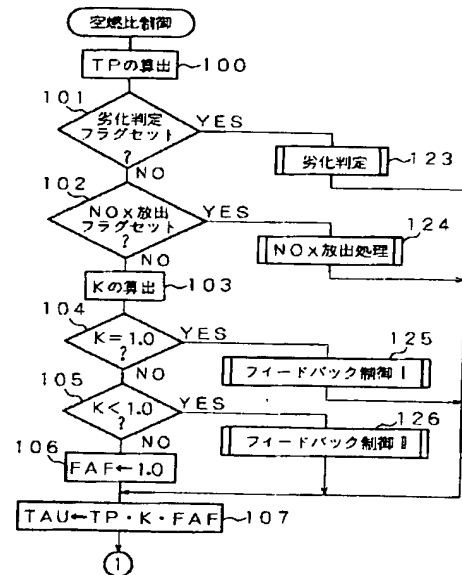 空燃比制御
TPの算出 100
101
劣化判定
フラグセット
?
YES
劣化判定 123
NO
102
NOx放出
フラグセット
?
YES
NOx放出処理 124
NO
Kの算出 103
104
K=1.0
?
YES
125
フィードバック制御Ⅰ
NO
105
K<1.0
?
YES
126
フィードバック制御Ⅱ
NO
106
FAF←1.0
TAU←TP・K・FAF 107
1